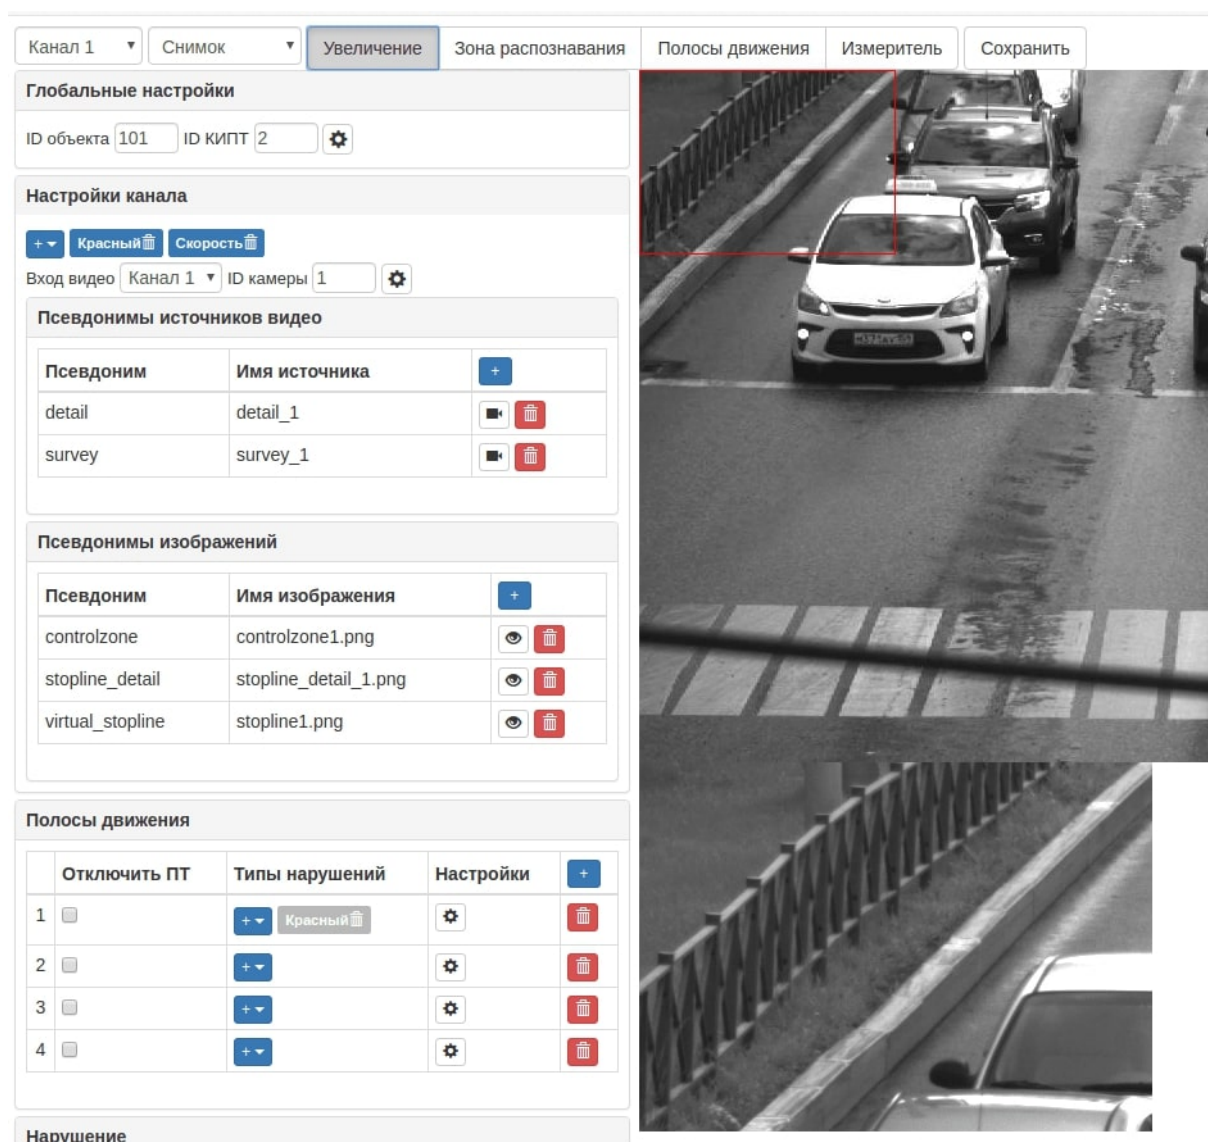 Канал 1 Снимок Увеличение Зона распознавания Полосы движения Измеритель Сохранить
Глобальные настройки
ID объекта 101 ID КИПТ 2
Настройки канала
+ Красный Скорость
Вход видео Канал 1 ID камеры 1
Псевдонимы источников видео
Псевдоним Имя источника +
detail detail_1
survey survey_1
Псевдонимы изображений
Псевдоним Имя изображения +
controlzone controlzone1.png
stopline_detail stopline_detail_1.png
virtual_stopline stopline1.png
Полосы движения
Отключить ПТ Типы нарушений Настройки +
1 + Красный
2 +
3 +
4 +
Нарушение